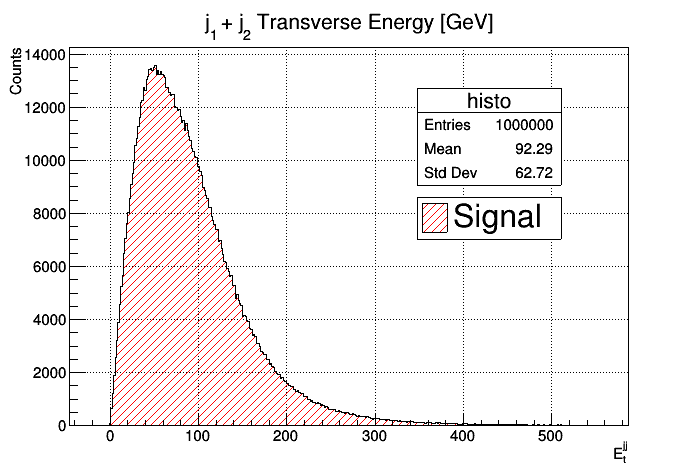 j1 + j2 Transverse Energy [GeV]
Counts
14000
12000
10000
8000
6000
4000
2000
0
0 100 200 300 400 500
E_t^jj
histo
Entries 1000000
Mean 92.29
Std Dev 62.72
Signal